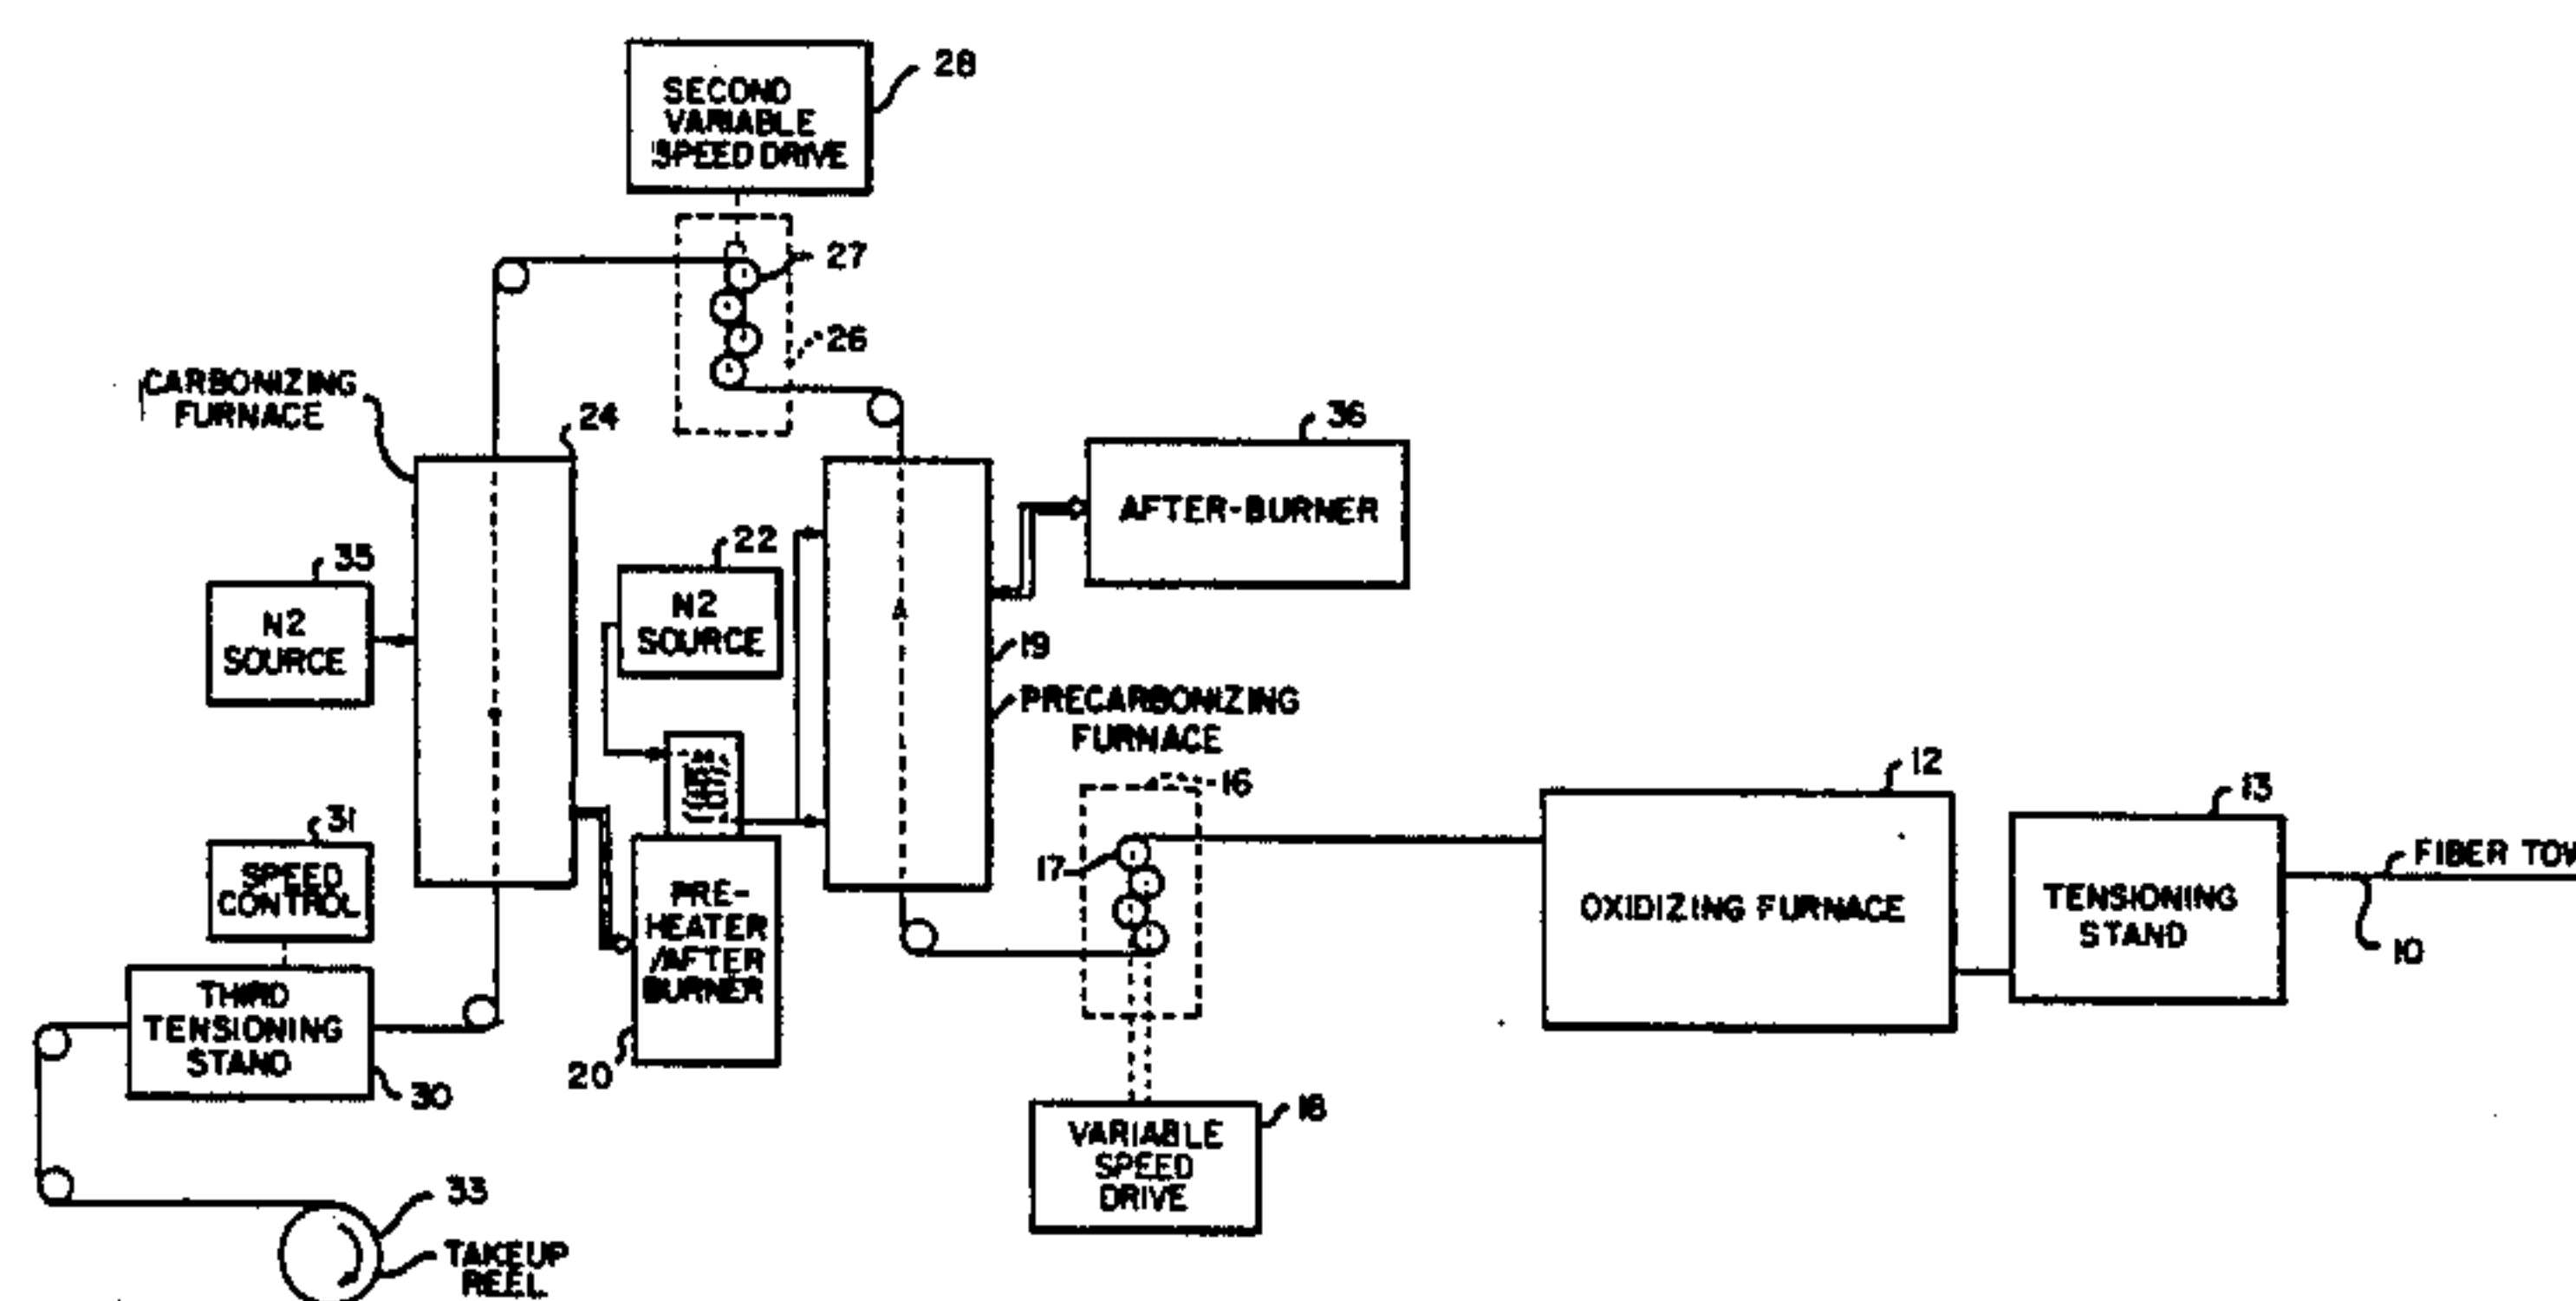 28
SECOND
VARIABLE
SPEED DRIVE
27
26
CARBONIZING
FURNACE
24
36
AFTER-BURNER
35
N2
SOURCE
22
N2
SOURCE
19
PRECARBONIZING
FURNACE
16
17
12
OXIDIZING FURNACE
13
TENSIONING
STAND
FIBER TOW
10
31
SPEED
CONTROL
PRE-
HEATER
/AFTER
BURNER
20
THIRD
TENSIONING
STAND
30
18
VARIABLE
SPEED
DRIVE
33
TAKEUP
REEL